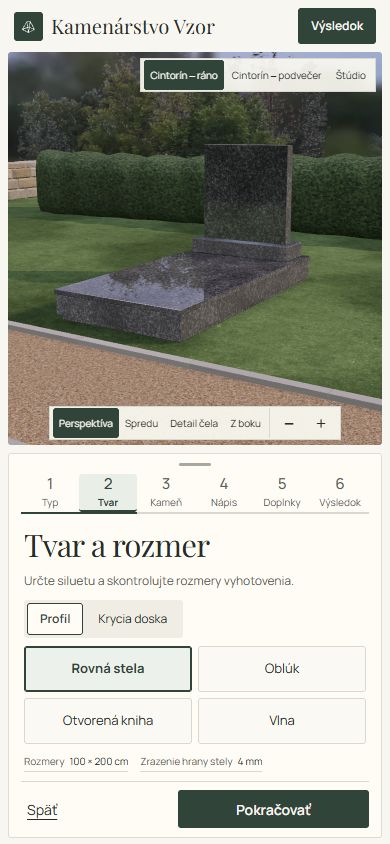 Kamenárstvo Vzor
Výsledok
Cintorín – ráno
Cintorín – podvečer
Štúdio
Perspektíva
Spredu
Detail čela
Z boku
−
+
1
Typ
2
Tvar
3
Kameň
4
Nápis
5
Doplnky
6
Výsledok
Tvar a rozmer
Určte siluetu a skontrolujte rozmery vyhotovenia.
Profil
Krycia doska
Rovná stela
Oblúk
Otvorená kniha
Vlna
Rozmery 100 × 200 cm
Zrazenie hrany stely 4 mm
Späť
Pokračovať